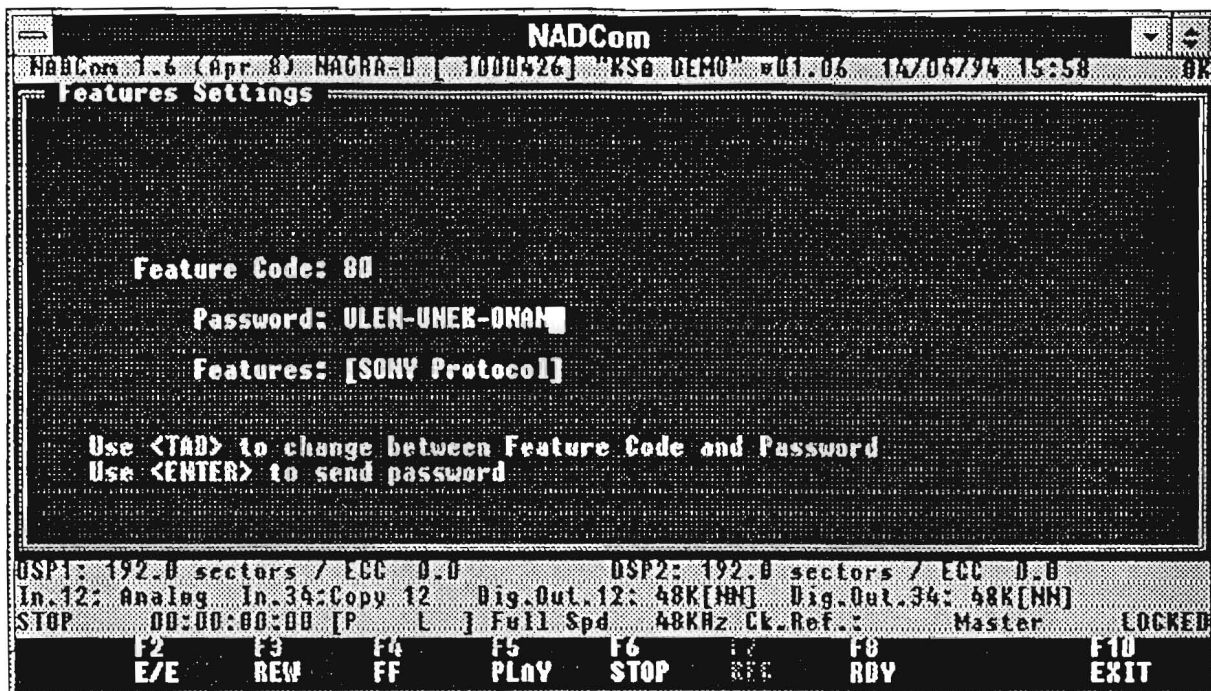 NADCom
NADCom 1.6 (Apr 8) NAGRA-D [ 1000426] "KSA DEMO" v01.06 14/04/94 15:58 OK
Features Settings
Feature Code: 80
Password: ULEN-UNEK-ONAN
Features: [SONY Protocol]
Use <TAB> to change between Feature Code and Password
Use <ENTER> to send password
DSP1: 192.0 sectors / ECC 0.0 DSP2: 192.0 sectors / ECC 0.0
In.12: Analog In.34:Copy 12 Dig.Out.12: 48K[NN] Dig.Out.34: 48K[NN]
STOP 00:00:00:00 [P L ] Full Spd 48KHz Ck.Ref.: Master LOCKED
F2 F3 F4 F5 F6 F7 F8 F10
E/E REW FF PLAY STOP REC RDY EXIT